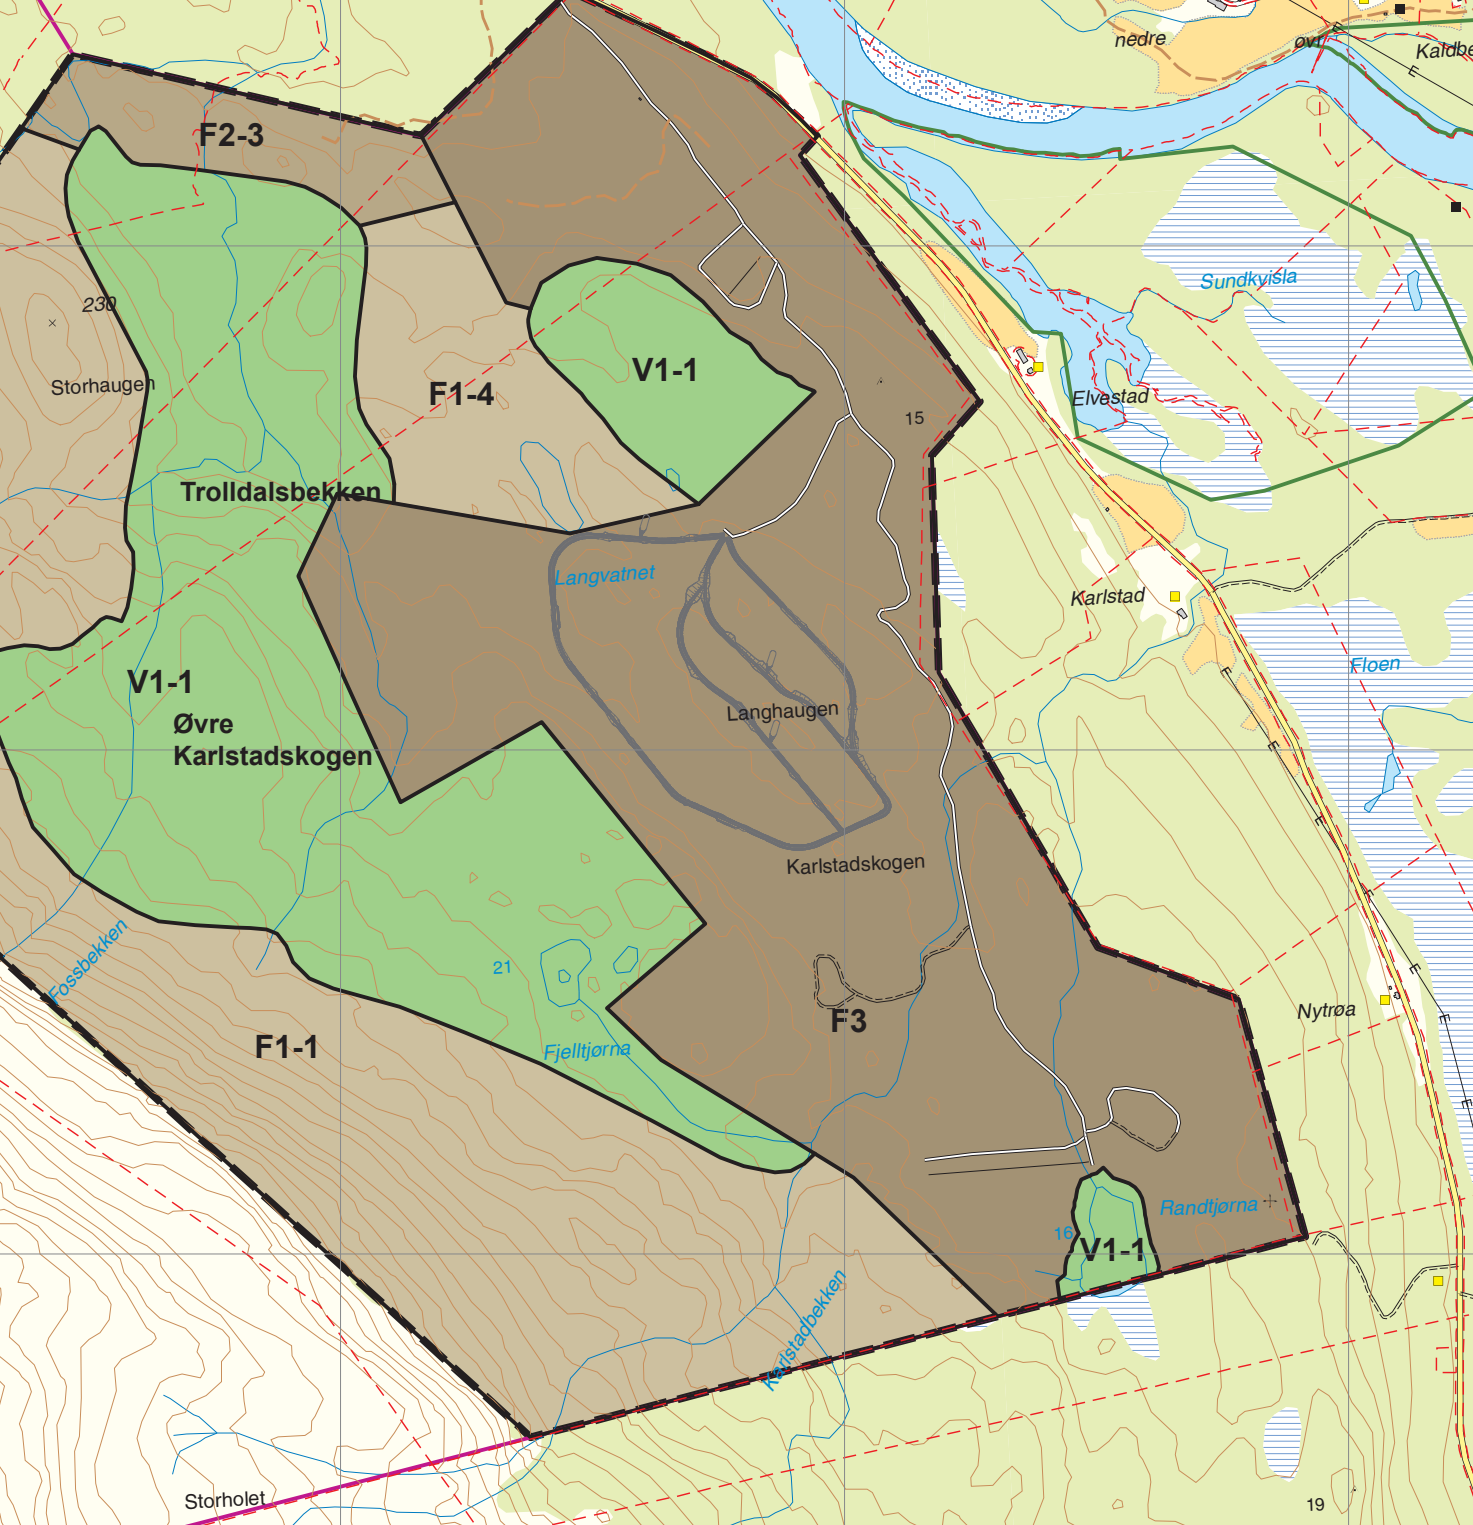 nedre
øvr
Kaldbe
F2-3
Sundkvisla
230
Storhaugen
V1-1
F1-4
Elvestad
15
Trolldalsbekken
Langvatnet
Karlstad
Floen
V1-1
Øvre
Karlstadskogen
Langhaugen
Karlstadskogen
21
Fossbekken
Nytrøa
F3
F1-1
Fjelltjørna
Randtjørna
16
V1-1
Karlstadbekken
Storholet
19
E
E
E
E
E
E
E
E
E